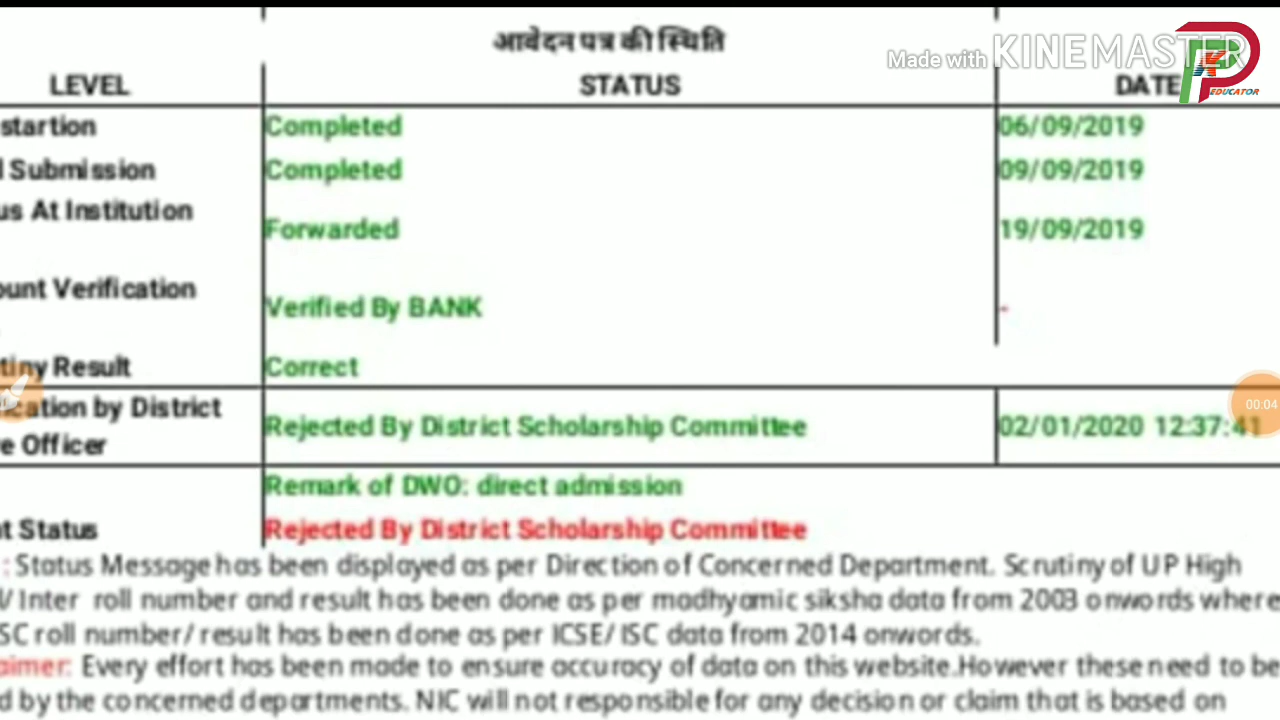 आवेदन पत्र की स्थिति
Made with KINEMASTER
LEVEL STATUS DATE
EDUCATOR
startion Completed 06/09/2019
l Submission Completed 09/09/2019
us At Institution
Forwarded 19/09/2019
ount Verification
Verified By BANK -
tiny Result Correct
ication by District
e Officer
Rejected By District Scholarship Committee 02/01/2020 12:37:41
00:04
Remark of DWO: direct admission
t Status Rejected By District Scholarship Committee
: Status Message has been displayed as per Direction of Concerned Department. Scrutiny of UP High
l/ Inter roll number and result has been done as per madhyamic siksha data from 2003 onwords where
SC roll number/ result has been done as per ICSE/ ISC data from 2014 onwords.
aimer: Every effort has been made to ensure accuracy of data on this website.However these need to be
d by the concerned departments. NIC will not responsible for any decision or claim that is based on